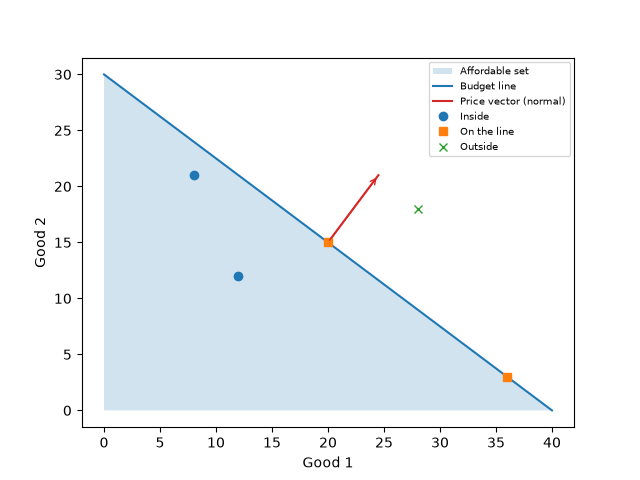 Affordable set
Budget line
Price vector (normal)
Inside
On the line
Outside
30
25
20
15
10
5
0
Good 2
0 5 10 15 20 25 30 35 40
Good 1